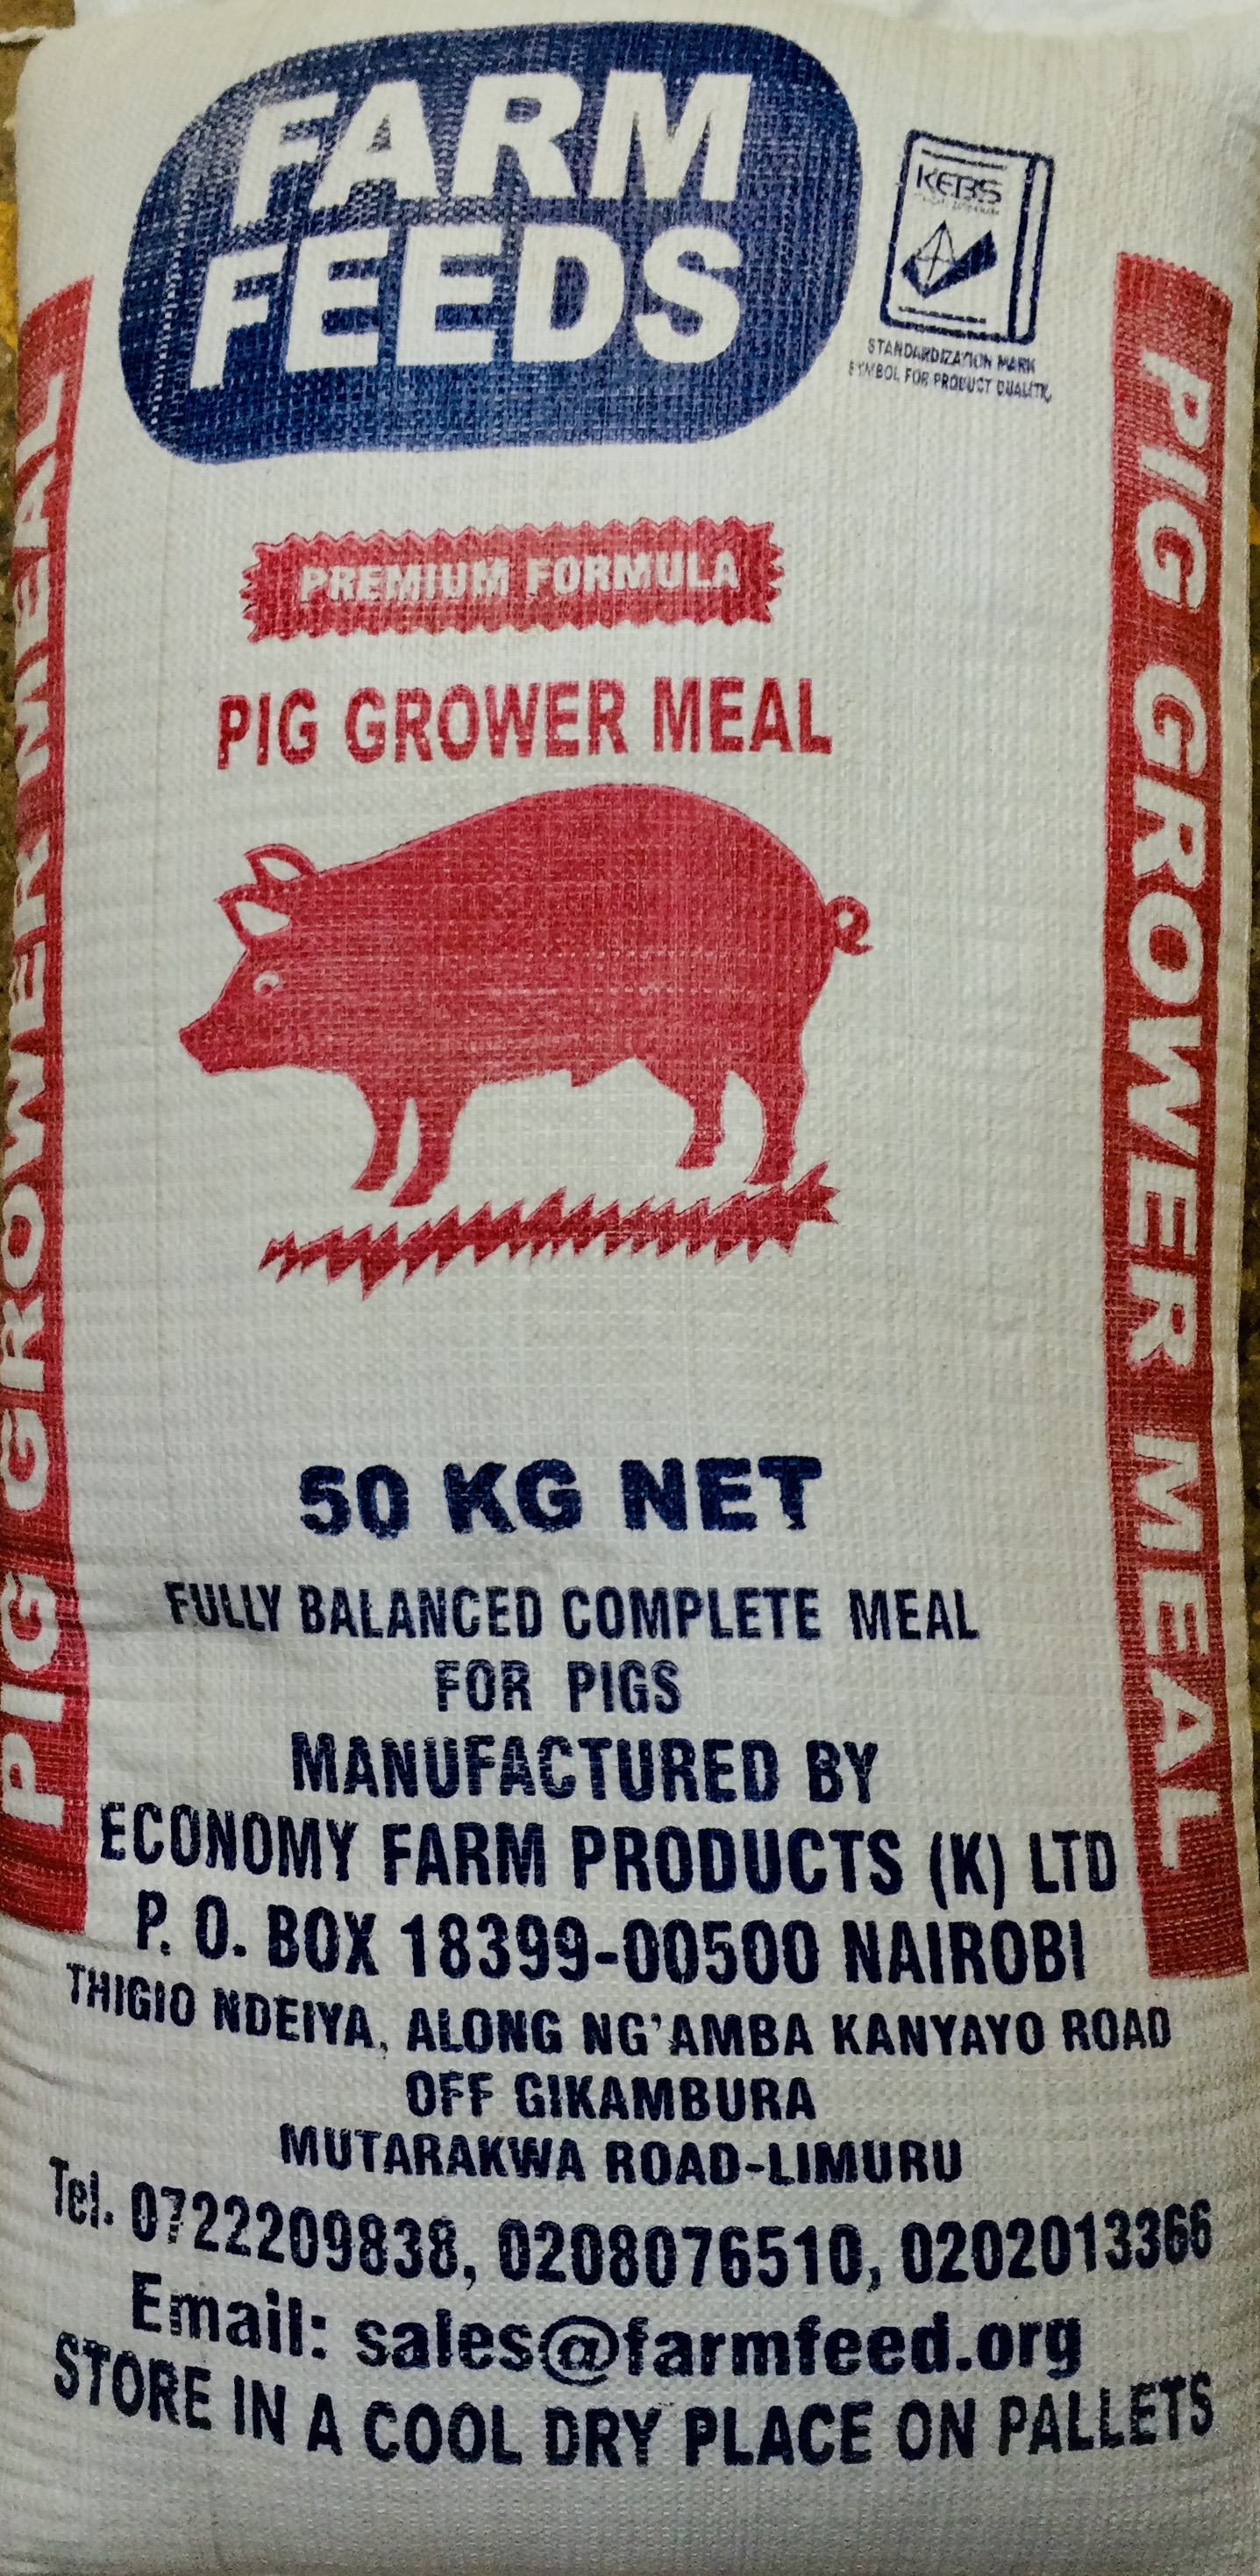 FARM
FEEDS
KEBS
STANDARDIZATION MARK
SYMBOL FOR PRODUCT QUALITY
PREMIUM FORMULA
PIG GROWER MEAL
PIG GROWER MEAL
PIG GROWER MEAL
50 KG NET
FULLY BALANCED COMPLETE MEAL
FOR PIGS
MANUFACTURED BY
ECONOMY FARM PRODUCTS (K) LTD
P. O. BOX 18399-00500 NAIROBI
THIGIO NDEIYA, ALONG NG'AMBA KANYAYO ROAD
OFF GIKAMBURA
MUTARAKWA ROAD-LIMURU
Tel. 0722209838, 0208076510, 0202013366
Email: sales@farmfeed.org
STORE IN A COOL DRY PLACE ON PALLETS